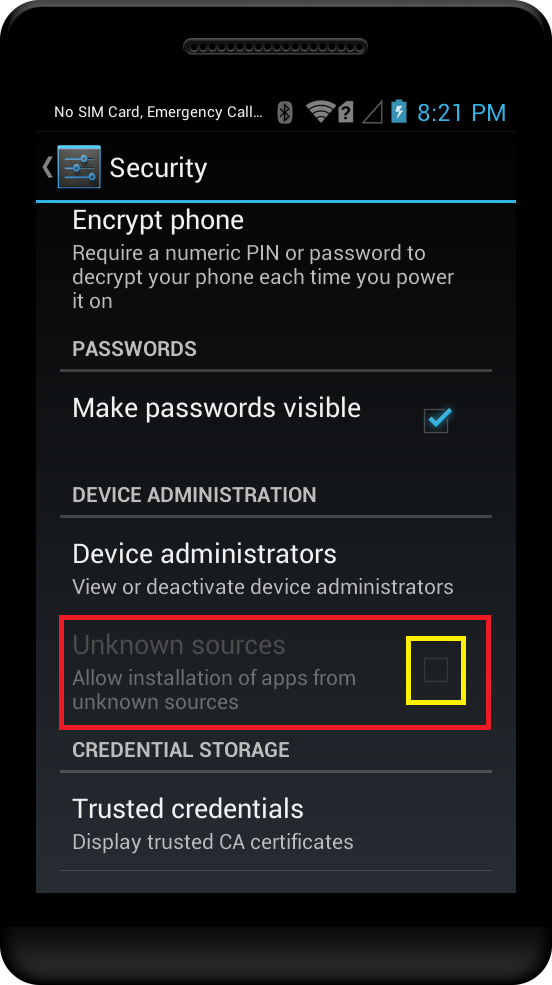 No SIM Card, Emergency Call… 8:21 PM
Security
Encrypt phone
Require a numeric PIN or password to
decrypt your phone each time you power
it on
PASSWORDS
Make passwords visible
DEVICE ADMINISTRATION
Device administrators
View or deactivate device administrators
Unknown sources
Allow installation of apps from
unknown sources
CREDENTIAL STORAGE
Trusted credentials
Display trusted CA certificates